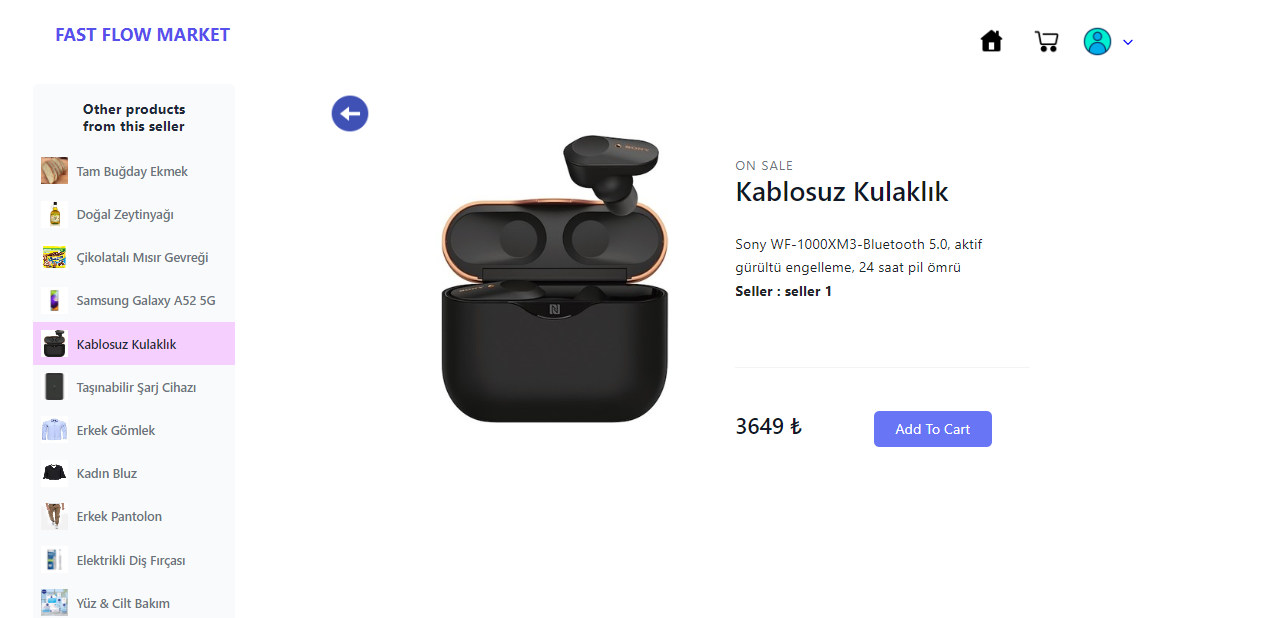 FAST FLOW MARKET
Other products
from this seller
Tam Buğday Ekmek
Doğal Zeytinyağı
Çikolatalı Mısır Gevreği
Samsung Galaxy A52 5G
Kablosuz Kulaklık
Taşınabilir Şarj Cihazı
Erkek Gömlek
Kadın Bluz
Erkek Pantolon
Elektrikli Diş Fırçası
Yüz & Cilt Bakım
SONY
ON SALE
Kablosuz Kulaklık
Sony WF-1000XM3-Bluetooth 5.0, aktif
gürültü engelleme, 24 saat pil ömrü
Seller : seller 1
3649 ₺
Add To Cart